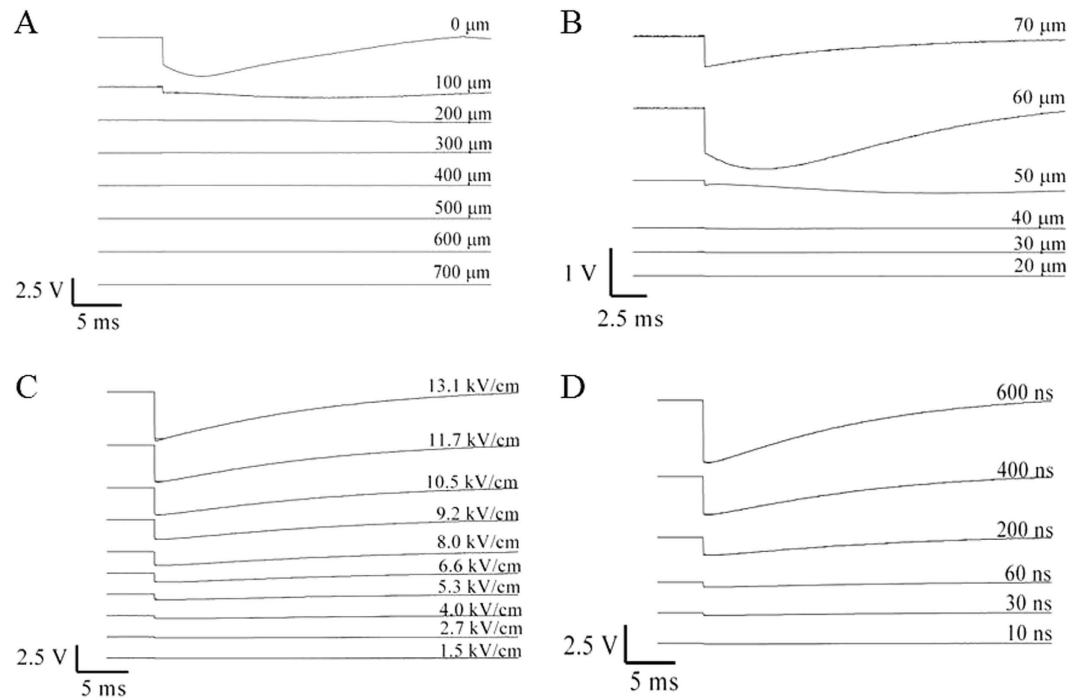 A
0 μm
100 μm
200 μm
300 μm
400 μm
500 μm
600 μm
700 μm
2.5 V
5 ms
B
70 μm
60 μm
50 μm
40 μm
30 μm
20 μm
1 V
2.5 ms
C
13.1 kV/cm
11.7 kV/cm
10.5 kV/cm
9.2 kV/cm
8.0 kV/cm
6.6 kV/cm
5.3 kV/cm
4.0 kV/cm
2.7 kV/cm
1.5 kV/cm
2.5 V
5 ms
D
600 ns
400 ns
200 ns
60 ns
30 ns
10 ns
2.5 V
5 ms